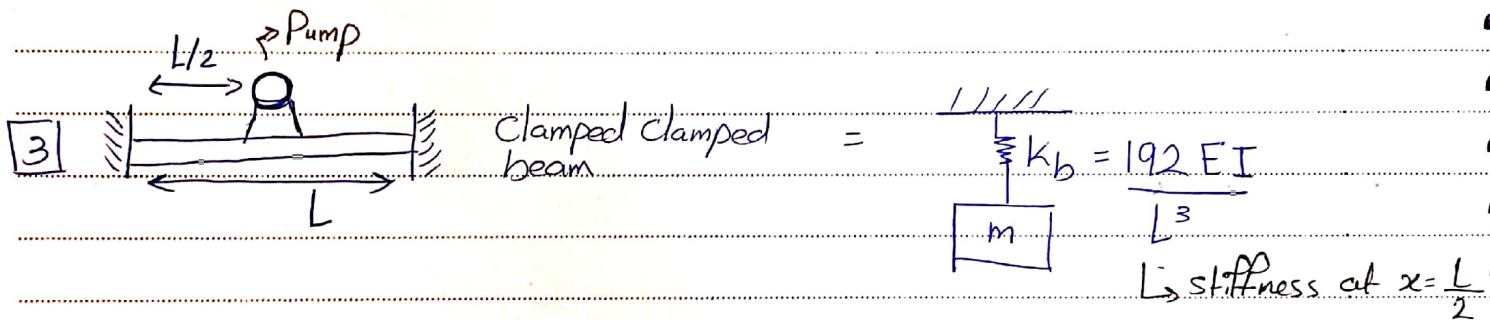 Pump
L/2
3
Clamped Clamped
beam
=
K_b = 192 EI
L³
L
m
stiffness at x = L
2